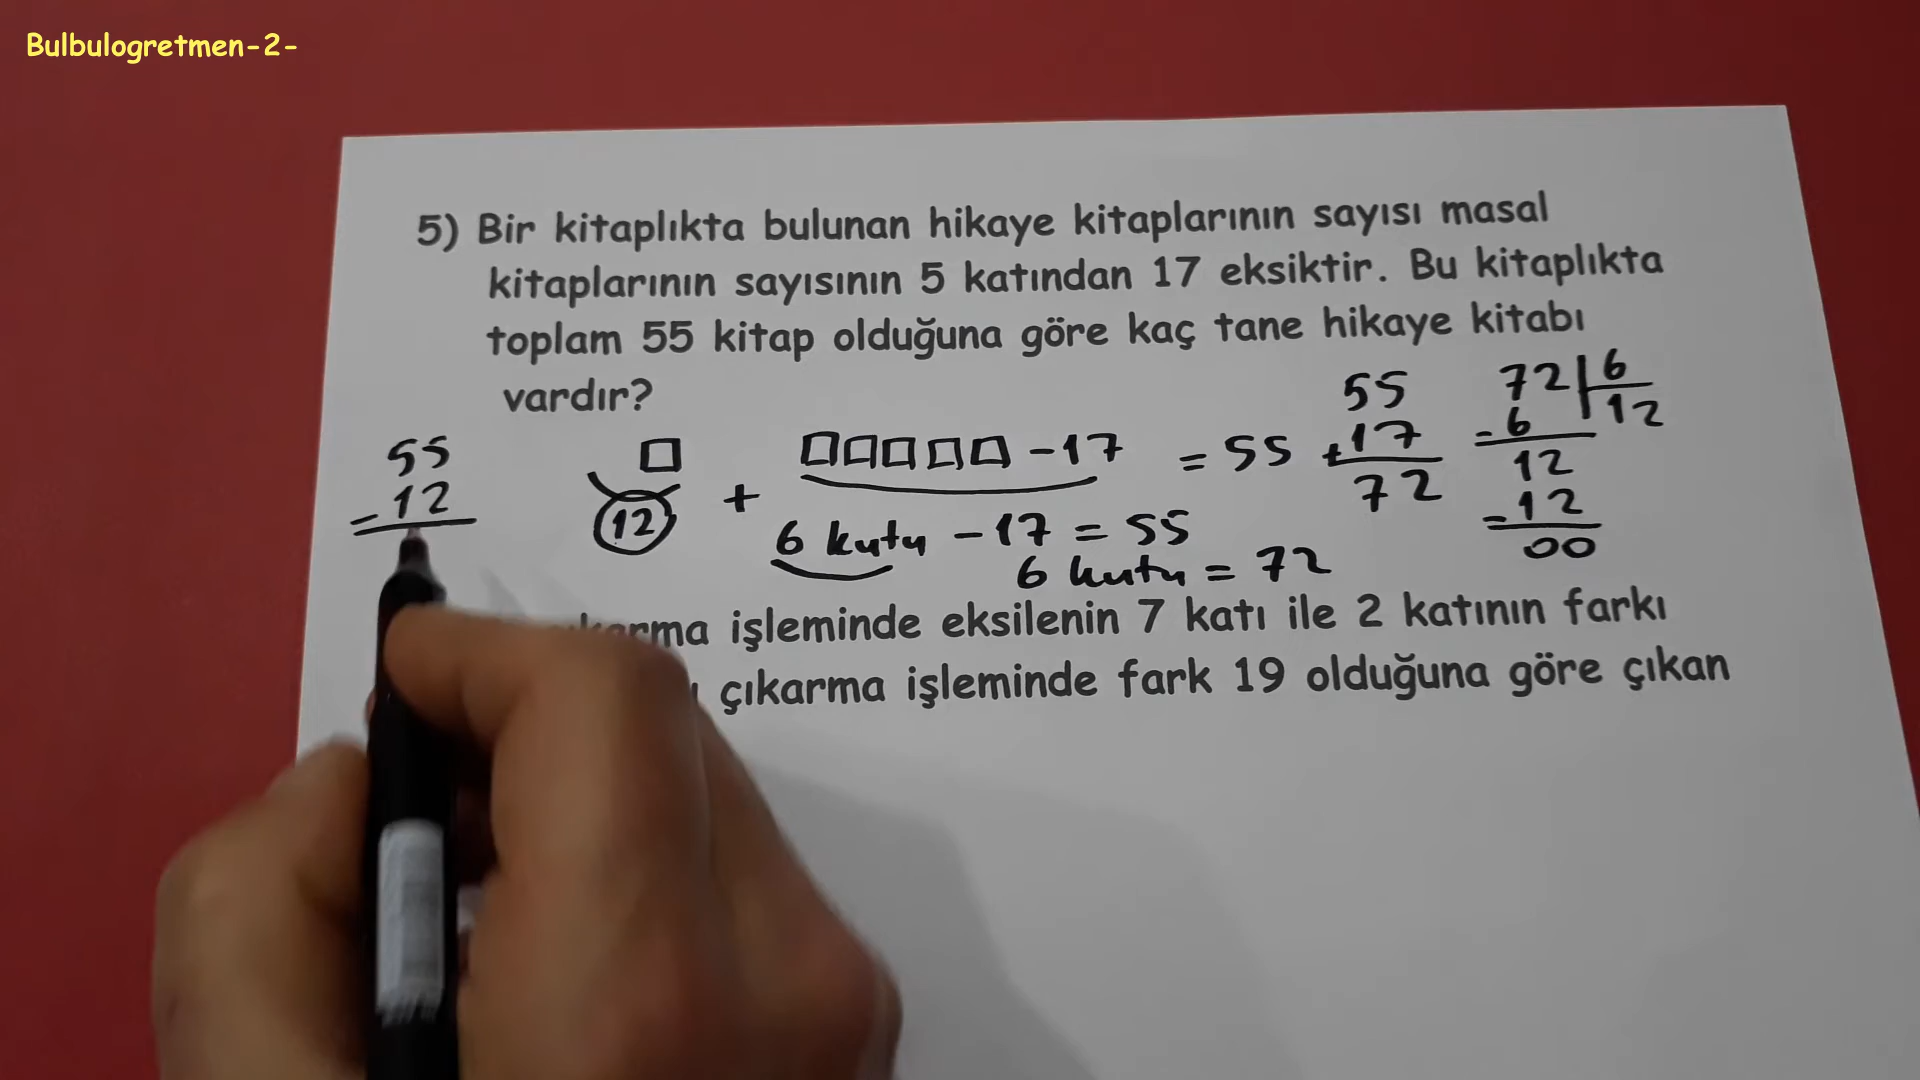 Bulbulogretmen-2-
5) Bir kitaplıkta bulunan hikaye kitaplarının sayısı masal
kitaplarının sayısının 5 katından 17 eksiktir. Bu kitaplıkta
toplam 55 kitap olduğuna göre kaç tane hikaye kitabı
vardır?
55
- 12
□
12
+
□□□□□ - 17 = 55
6 kutu - 17 = 55
6 kutu = 72
55
+ 17
72
72 | 6
- 6 12
12
- 12
00
işleminde eksilenin 7 katı ile 2 katının farkı
çıkarma işleminde fark 19 olduğuna göre çıkan